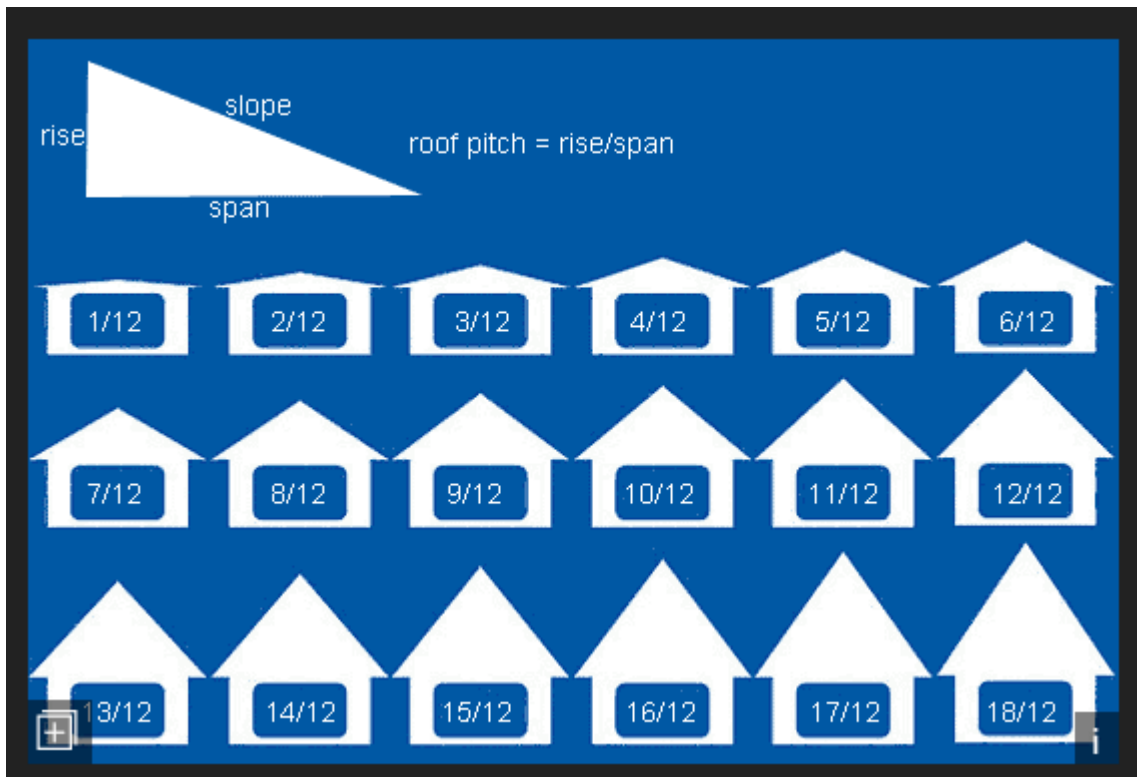 slope
rise
roof pitch = rise/span
span
1/12 2/12 3/12 4/12 5/12 6/12
7/12 8/12 9/12 10/12 11/12 12/12
13/12 14/12 15/12 16/12 17/12 18/12
i